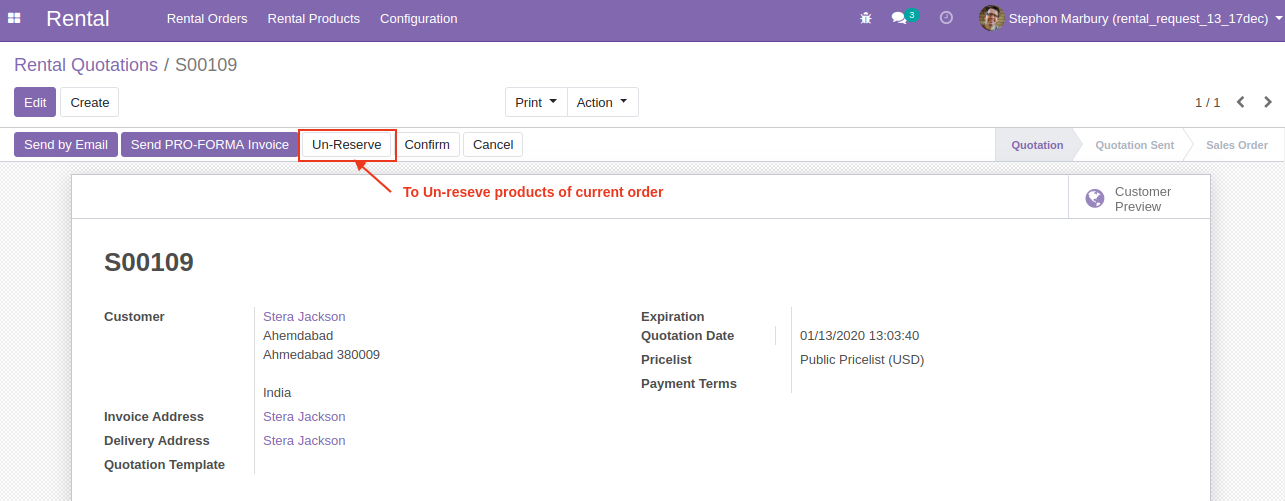 Rental Rental Orders Rental Products Configuration 3 Stephon Marbury (rental_request_13_17dec)
Rental Quotations / S00109
Edit Create Print Action 1 / 1
Send by Email Send PRO-FORMA Invoice Un-Reserve Confirm Cancel Quotation Quotation Sent Sales Order
To Un-reseve products of current order
Customer
Preview
S00109
Customer Stera Jackson Expiration
Ahemdabad Quotation Date 01/13/2020 13:03:40
Ahmedabad 380009 Pricelist Public Pricelist (USD)
Payment Terms
India
Invoice Address Stera Jackson
Delivery Address Stera Jackson
Quotation Template